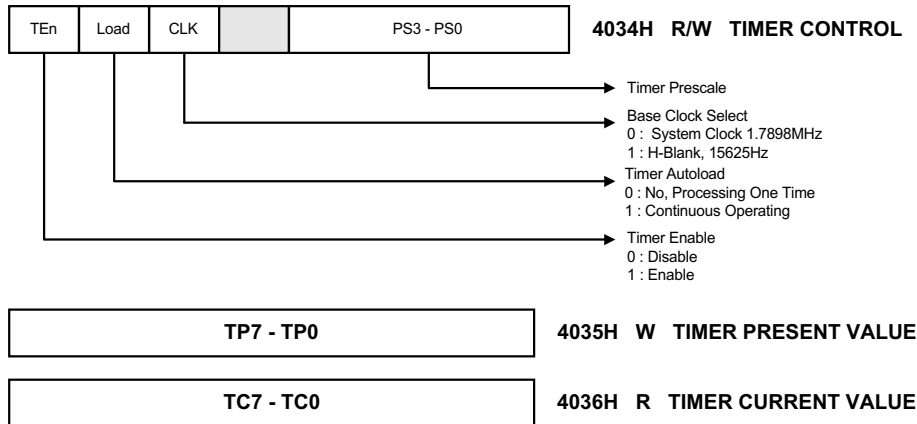 TEn Load CLK PS3 - PS0 4034H R/W TIMER CONTROL
Timer Prescale
Base Clock Select
0 : System Clock 1.7898MHz
1 : H-Blank, 15625Hz
Timer Autoload
0 : No, Processing One Time
1 : Continuous Operating
Timer Enable
0 : Disable
1 : Enable
TP7 - TP0 4035H W TIMER PRESENT VALUE
TC7 - TC0 4036H R TIMER CURRENT VALUE